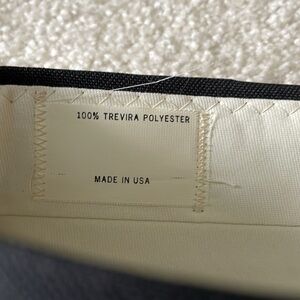 100% TREVIRA POLYESTER
MADE IN USA